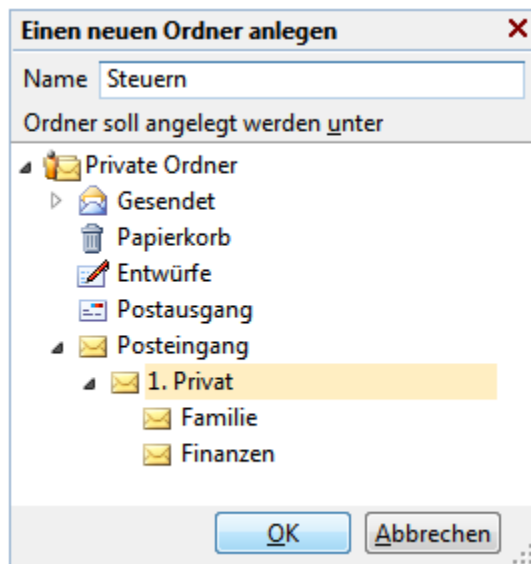 Einen neuen Ordner anlegen
Name Steuern
Ordner soll angelegt werden unter
Private Ordner
Gesendet
Papierkorb
Entwürfe
Postausgang
Posteingang
1. Privat
Familie
Finanzen
OK Abbrechen